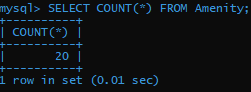 mysql> SELECT COUNT(*) FROM Amenity;
+----------+
| COUNT(*) |
+----------+
|       20 |
+----------+
1 row in set (0.01 sec)